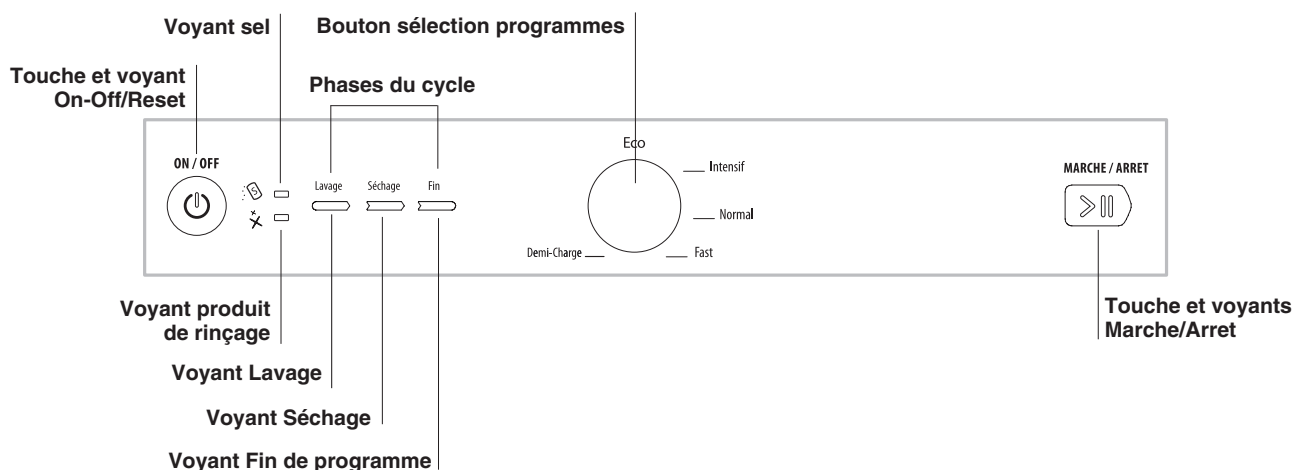 Voyant sel
Bouton sélection programmes
Touche et voyant
On-Off/Reset
Phases du cycle
ON / OFF
S
Lavage
Séchage
Fin
Eco
Intensif
Normal
Fast
Demi-Charge
MARCHE / ARRET
Voyant produit
de rinçage
Touche et voyants
Marche/Arret
Voyant Lavage
Voyant Séchage
Voyant Fin de programme